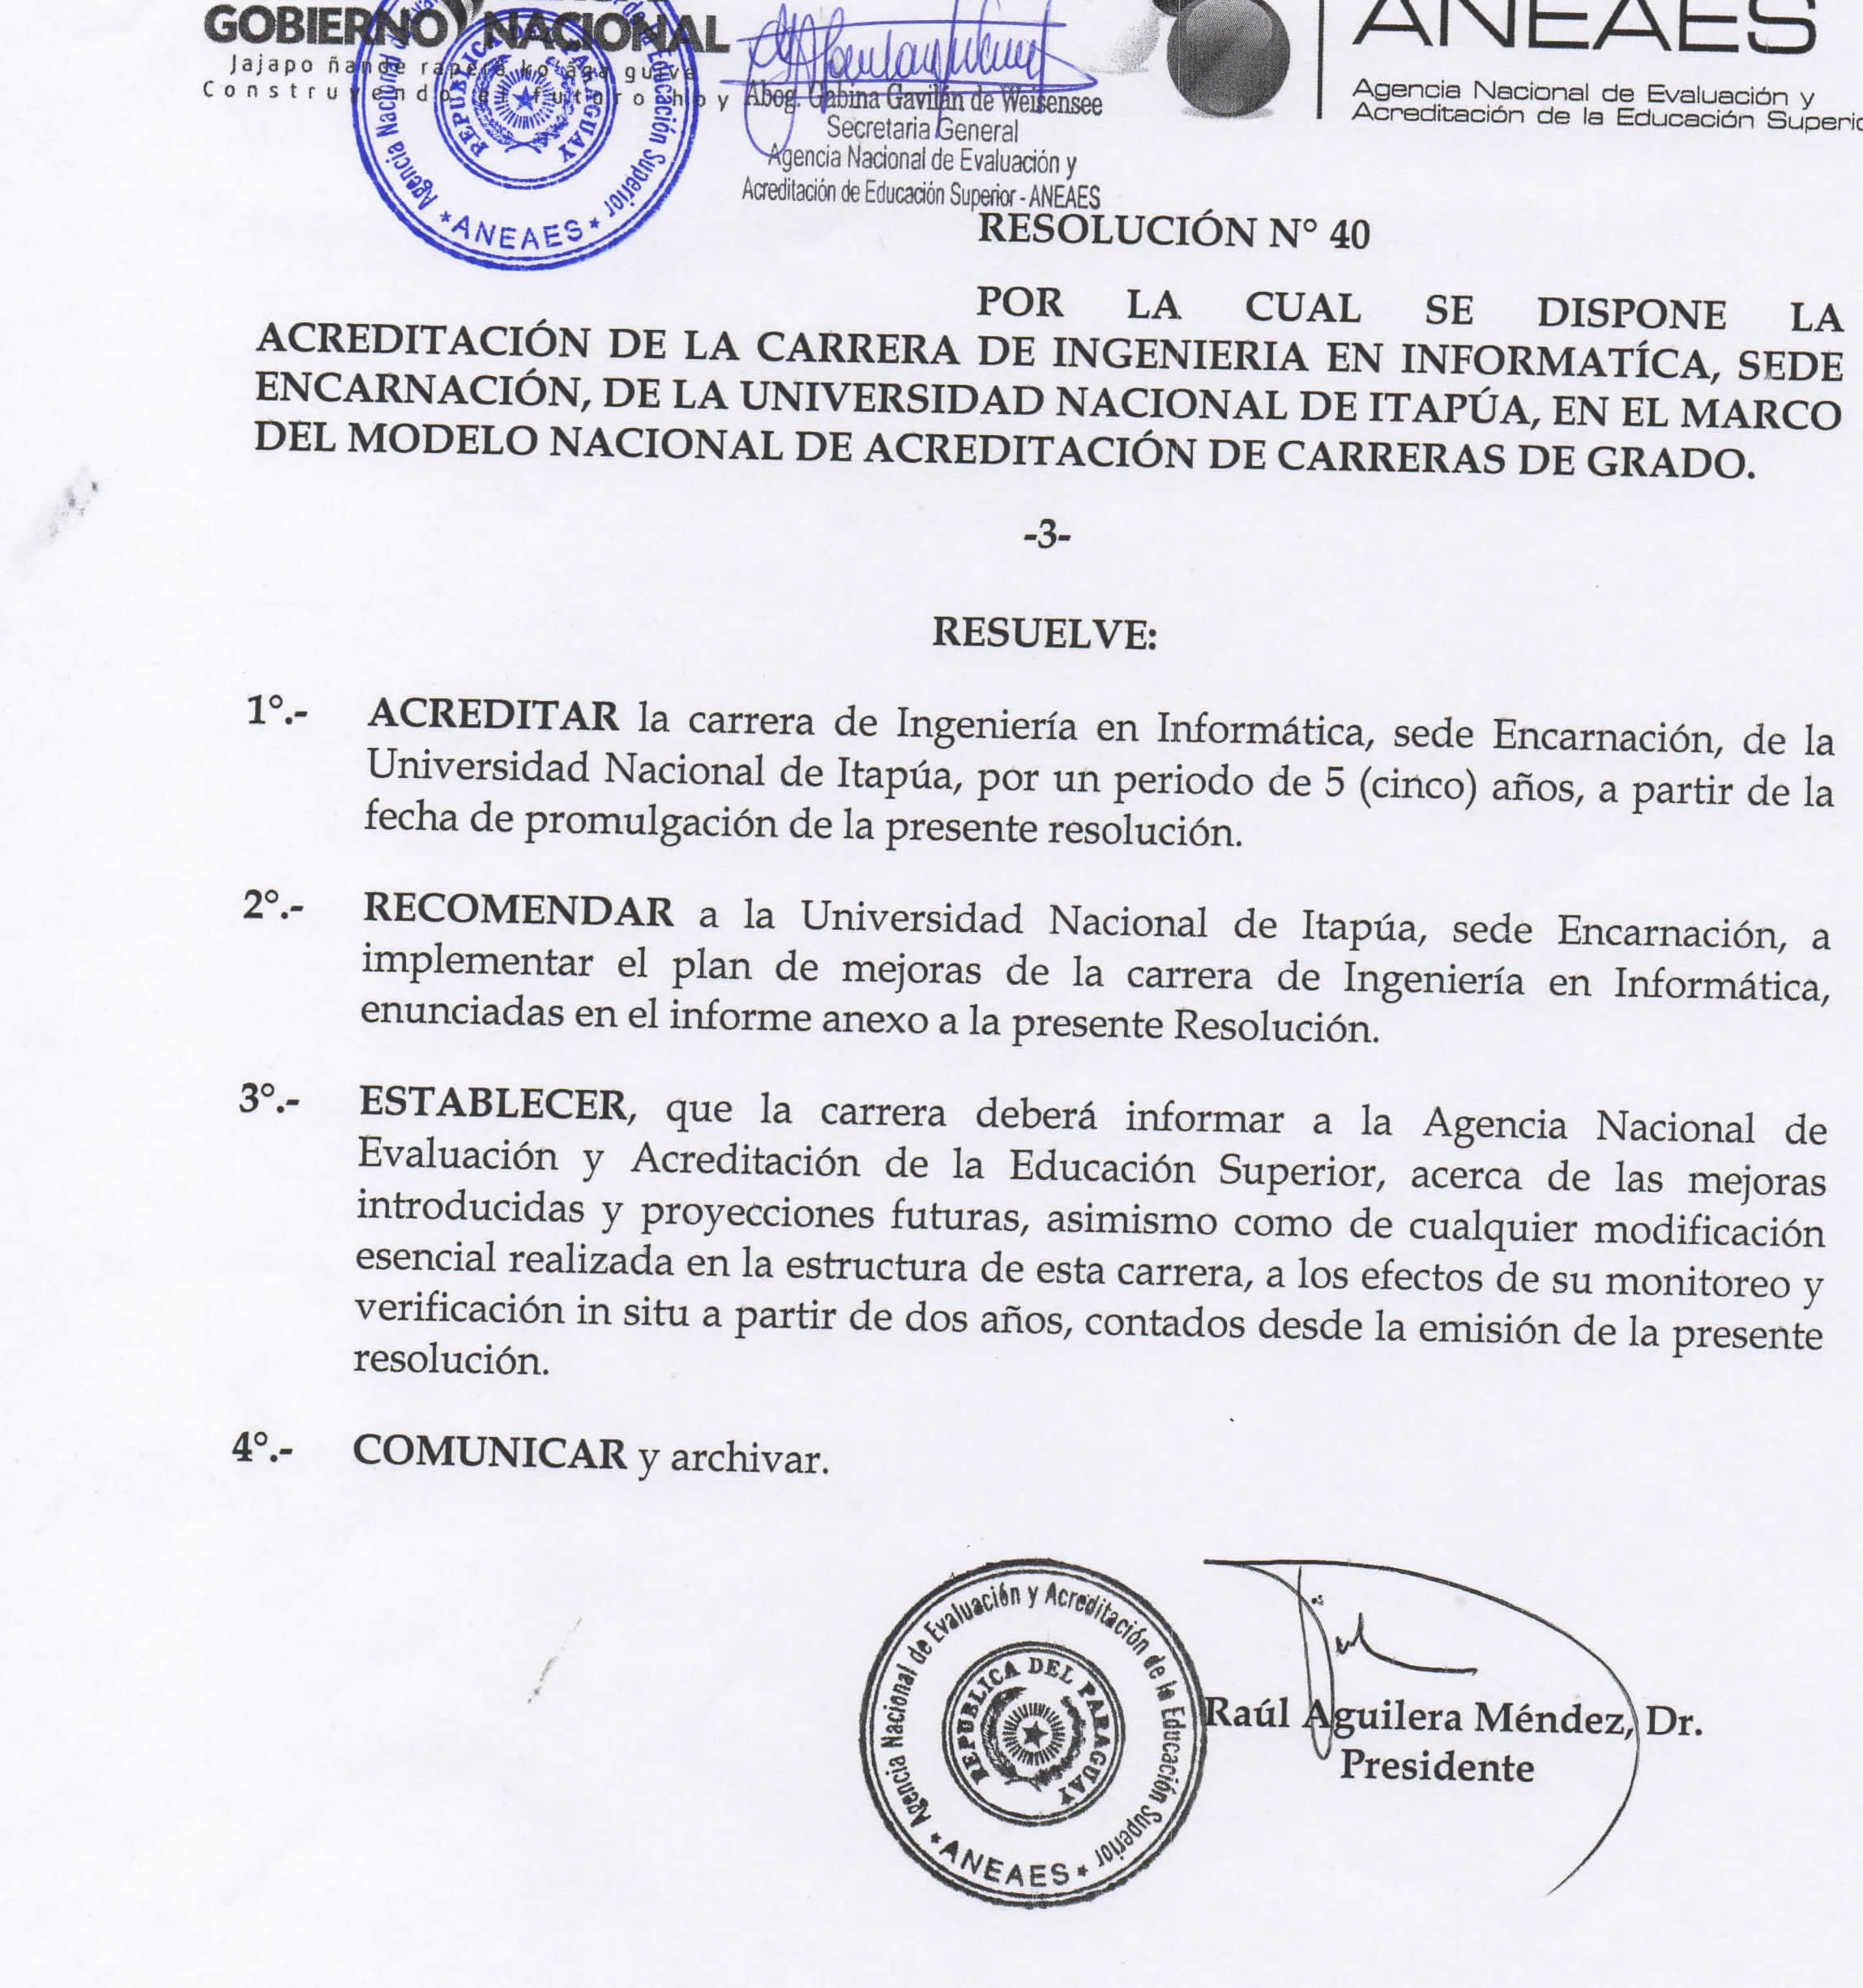 GOBIERNO NACIONAL
Jajapo ñande raperã ko ãga guive
Construyendo el futuro hoy
Agencia Nacional de Educación Superior
REPUBLICA DEL PARAGUAY
* ANEAES *
Abog. Gabina Gavilán de Weisensee
Secretaria General
Agencia Nacional de Evaluación y
Acreditación de Educación Superior - ANEAES
ANEAES
Agencia Nacional de Evaluación y
Acreditación de la Educación Superio
RESOLUCIÓN N° 40
POR LA CUAL SE DISPONE LA
ACREDITACIÓN DE LA CARRERA DE INGENIERIA EN INFORMATÍCA, SEDE
ENCARNACIÓN, DE LA UNIVERSIDAD NACIONAL DE ITAPÚA, EN EL MARCO
DEL MODELO NACIONAL DE ACREDITACIÓN DE CARRERAS DE GRADO.
-3-
RESUELVE:
1°.- ACREDITAR la carrera de Ingeniería en Informática, sede Encarnación, de la
Universidad Nacional de Itapúa, por un periodo de 5 (cinco) años, a partir de la
fecha de promulgación de la presente resolución.
2°.- RECOMENDAR a la Universidad Nacional de Itapúa, sede Encarnación, a
implementar el plan de mejoras de la carrera de Ingeniería en Informática,
enunciadas en el informe anexo a la presente Resolución.
3°.- ESTABLECER, que la carrera deberá informar a la Agencia Nacional de
Evaluación y Acreditación de la Educación Superior, acerca de las mejoras
introducidas y proyecciones futuras, asimismo como de cualquier modificación
esencial realizada en la estructura de esta carrera, a los efectos de su monitoreo y
verificación in situ a partir de dos años, contados desde la emisión de la presente
resolución.
4°.- COMUNICAR y archivar.
Agencia Nacional de Evaluación y Acreditación de la Educación Superior
REPUBLICA DEL PARAGUAY
* ANEAES *
Raúl Aguilera Méndez, Dr.
Presidente